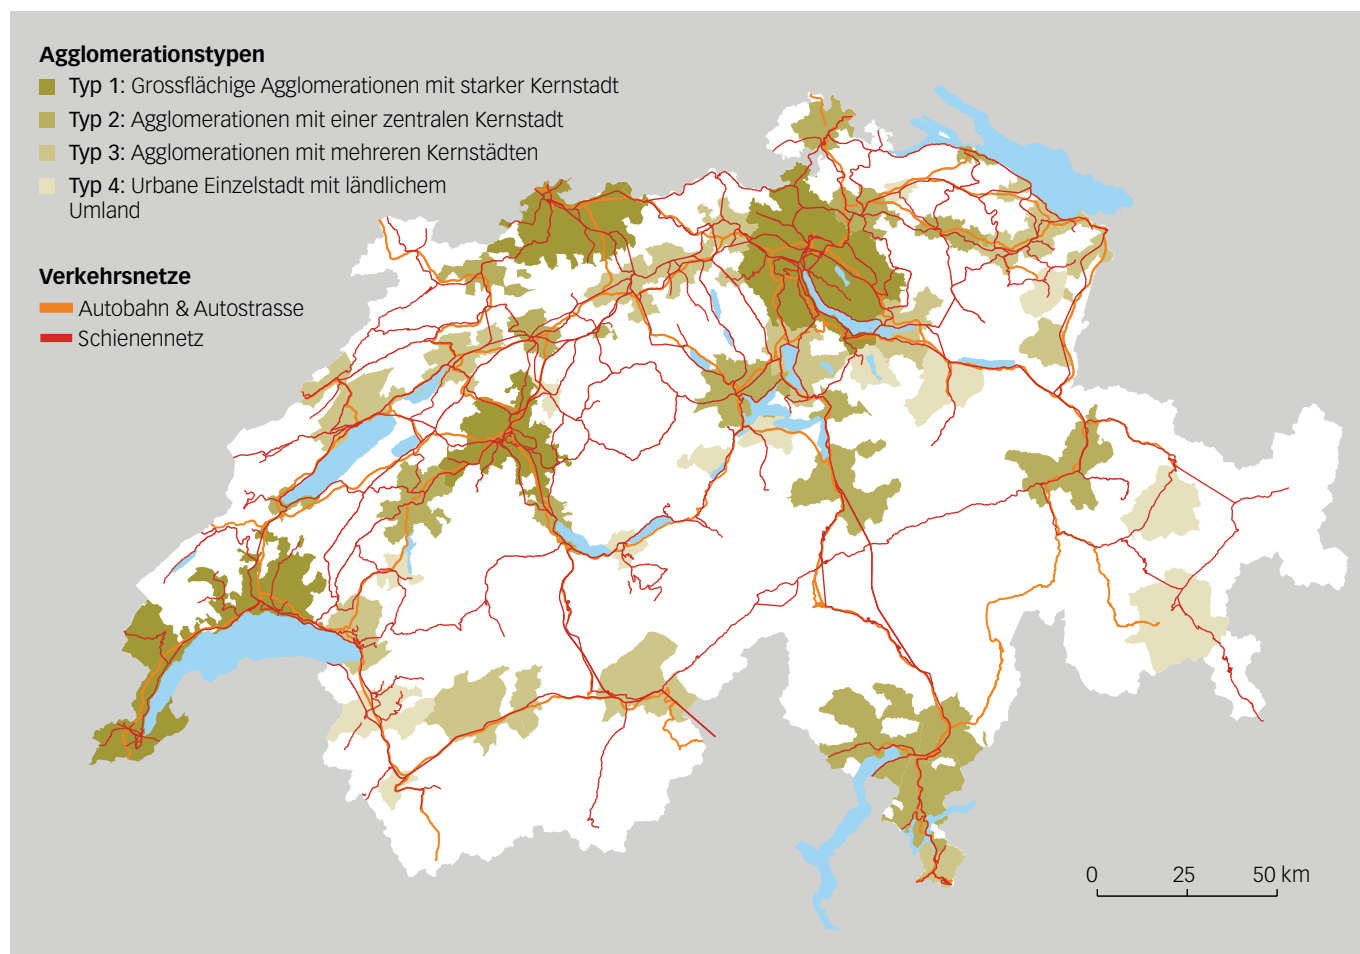 Agglomerationstypen
Typ 1: Grossflächige Agglomerationen mit starker Kernstadt
Typ 2: Agglomerationen mit einer zentralen Kernstadt
Typ 3: Agglomerationen mit mehreren Kernstädten
Typ 4: Urbane Einzelstadt mit ländlichem
Umland
Verkehrsnetze
Autobahn & Autostrasse
Schienennetz
0 25 50 km